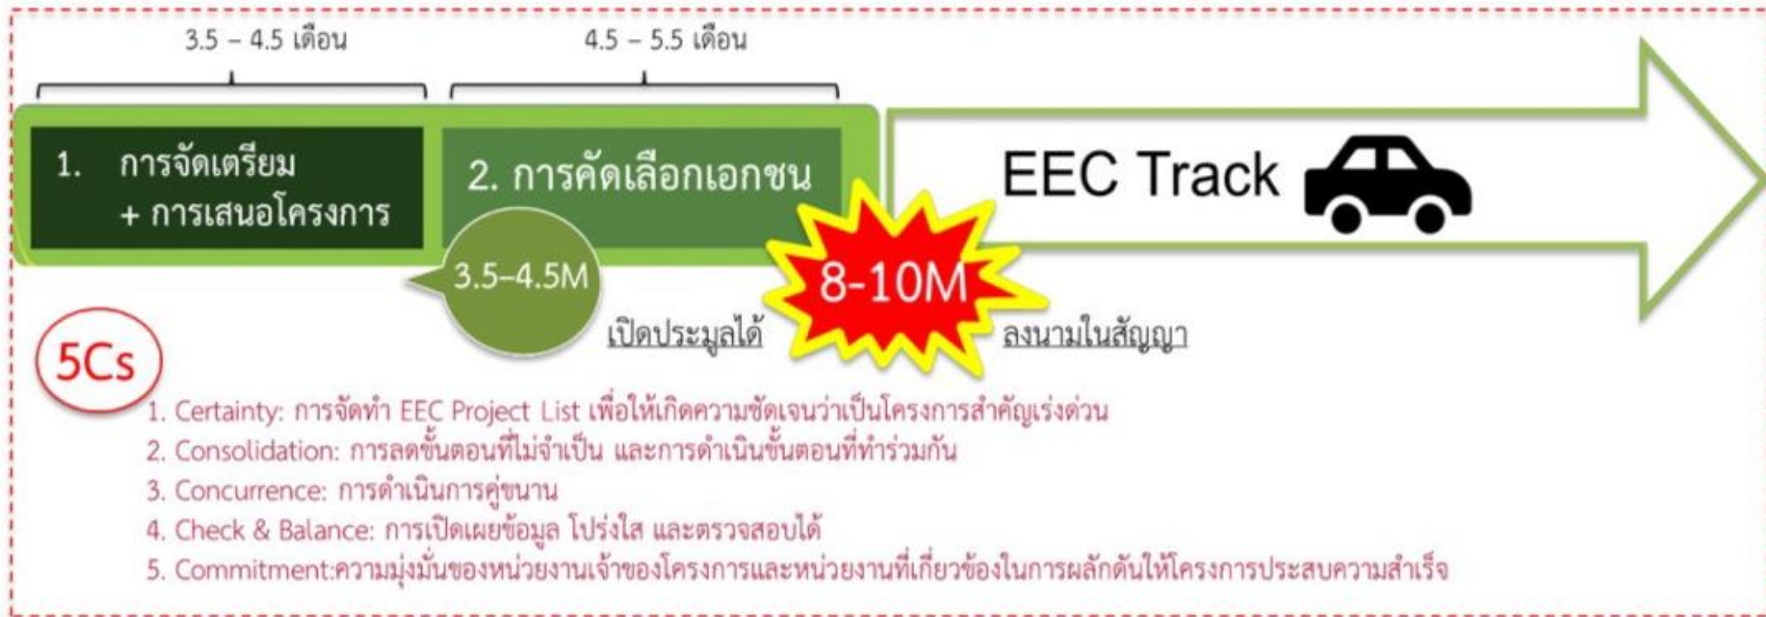 3.5 – 4.5 เดือน
4.5 – 5.5 เดือน
1. การจัดเตรียม
+ การเสนอโครงการ
2. การคัดเลือกเอกชน
EEC Track
3.5–4.5M
เปิดประมูลได้
8-10M
ลงนามในสัญญา
5Cs
1. Certainty: การจัดทำ EEC Project List เพื่อให้เกิดความชัดเจนว่าเป็นโครงการสำคัญเร่งด่วน
2. Consolidation: การลดขั้นตอนที่ไม่จำเป็น และการดำเนินขั้นตอนที่ทำร่วมกัน
3. Concurrence: การดำเนินการคู่ขนาน
4. Check & Balance: การเปิดเผยข้อมูล โปร่งใส และตรวจสอบได้
5. Commitment:ความมุ่งมั่นของหน่วยงานเจ้าของโครงการและหน่วยงานที่เกี่ยวข้องในการผลักดันให้โครงการประสบความสำเร็จ